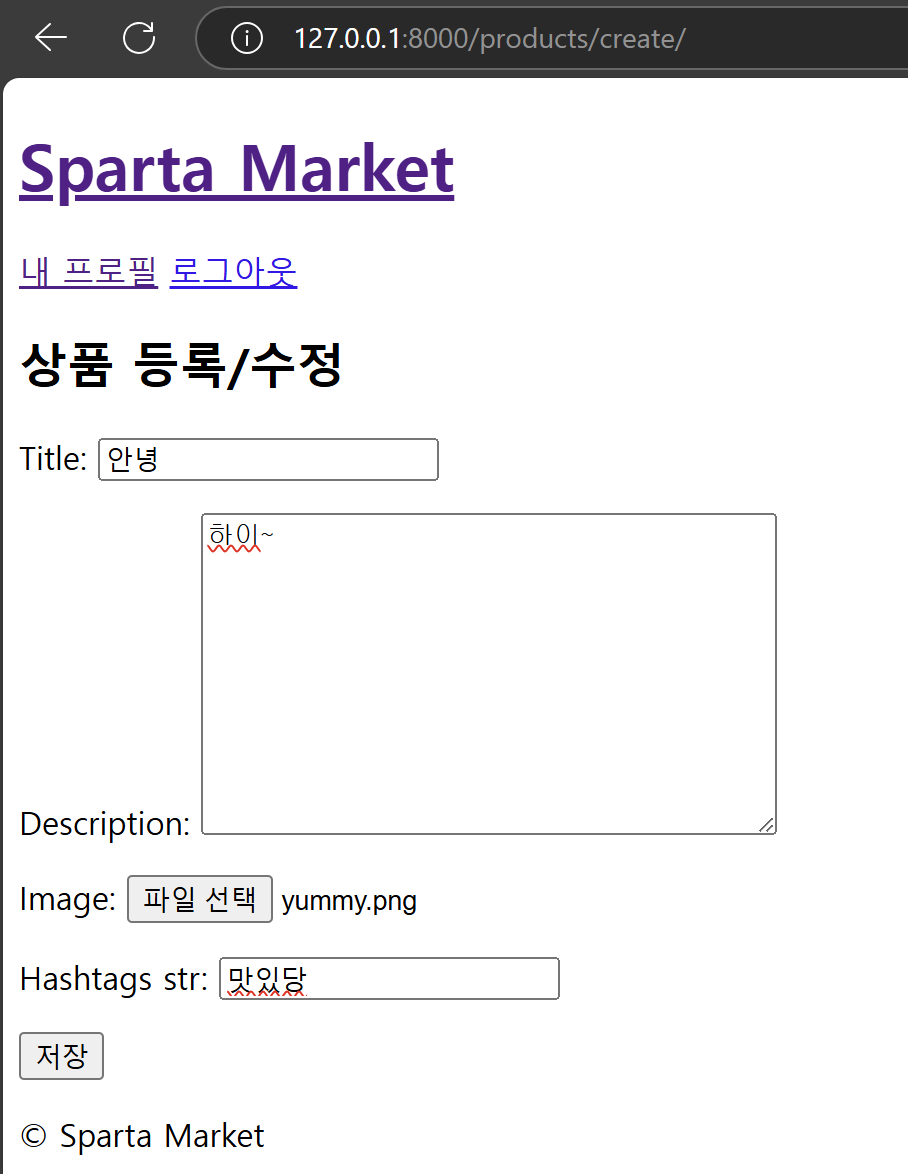 127.0.0.1:8000/products/create/
Sparta Market
내 프로필 로그아웃
상품 등록/수정
Title: 안녕
하이~
Description:
Image: 파일 선택 yummy.png
Hashtags str: 맛있당
저장
© Sparta Market